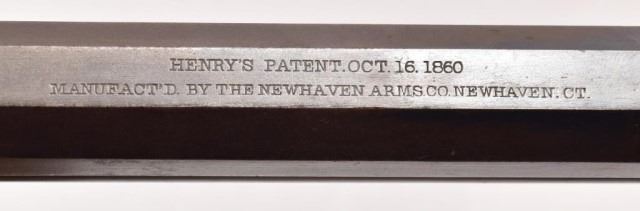 HENRY'S PATENT.OCT.16.1860
MANUFACT'D. BY THE NEWHAVEN ARMS.CO.NEWHAVEN.CT.